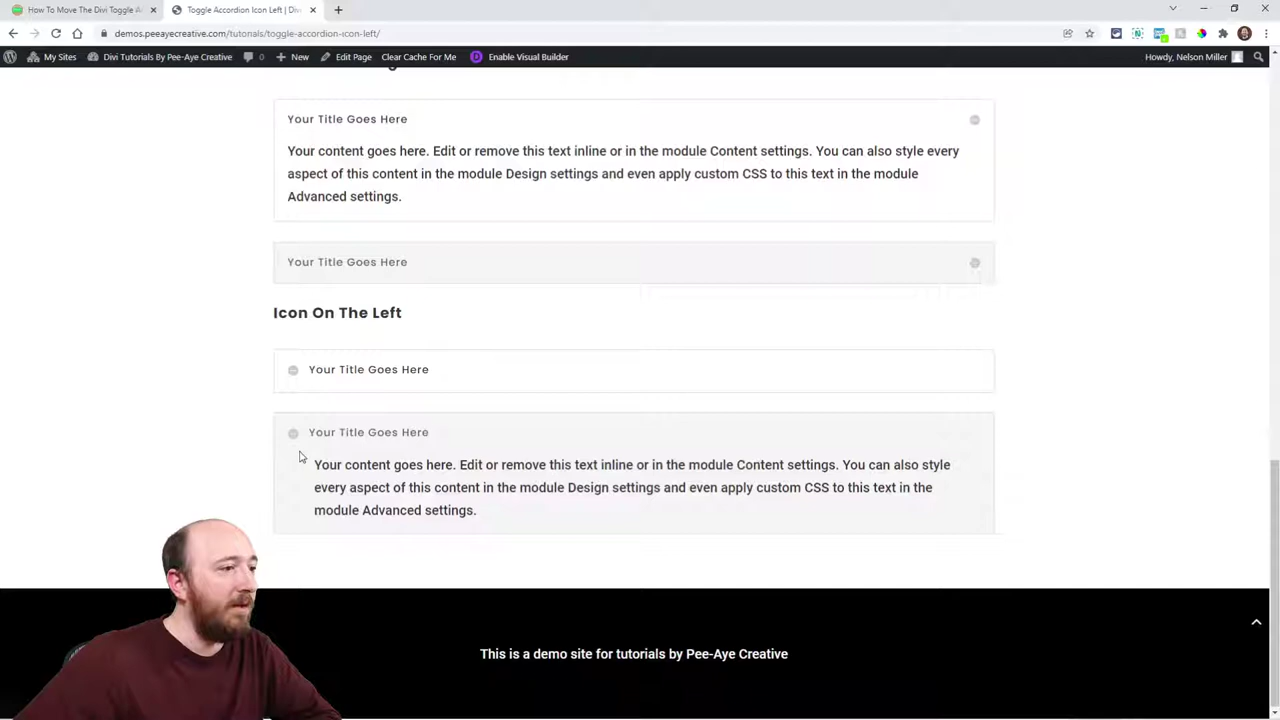 How To Move The Divi Toggle A
Toggle Accordion Icon Left | Div
demos.peeayecreative.com/tutorials/toggle-accordion-icon-left/
My Sites
Divi Tutorials By Pee-Aye Creative
0
New
Edit Page
Clear Cache For Me
Enable Visual Builder
Howdy, Nelson Miller
Your Title Goes Here
Your content goes here. Edit or remove this text inline or in the module Content settings. You can also style every
aspect of this content in the module Design settings and even apply custom CSS to this text in the module
Advanced settings.
Your Title Goes Here
Icon On The Left
Your Title Goes Here
Your Title Goes Here
Your content goes here. Edit or remove this text inline or in the module Content settings. You can also style
every aspect of this content in the module Design settings and even apply custom CSS to this text in the
module Advanced settings.
This is a demo site for tutorials by Pee-Aye Creative